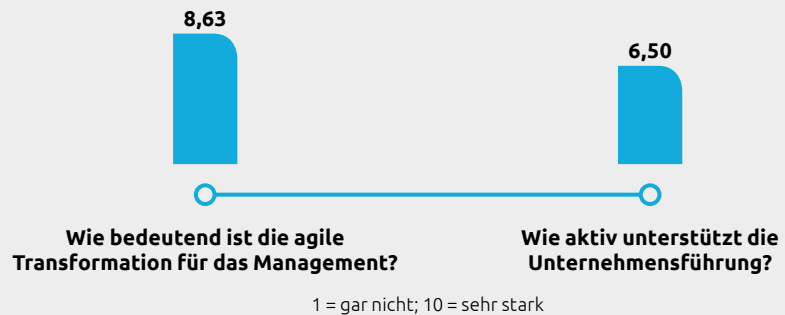 8,63
6,50
Wie bedeutend ist die agile
Transformation für das Management?
Wie aktiv unterstützt die
Unternehmensführung?
1 = gar nicht; 10 = sehr stark